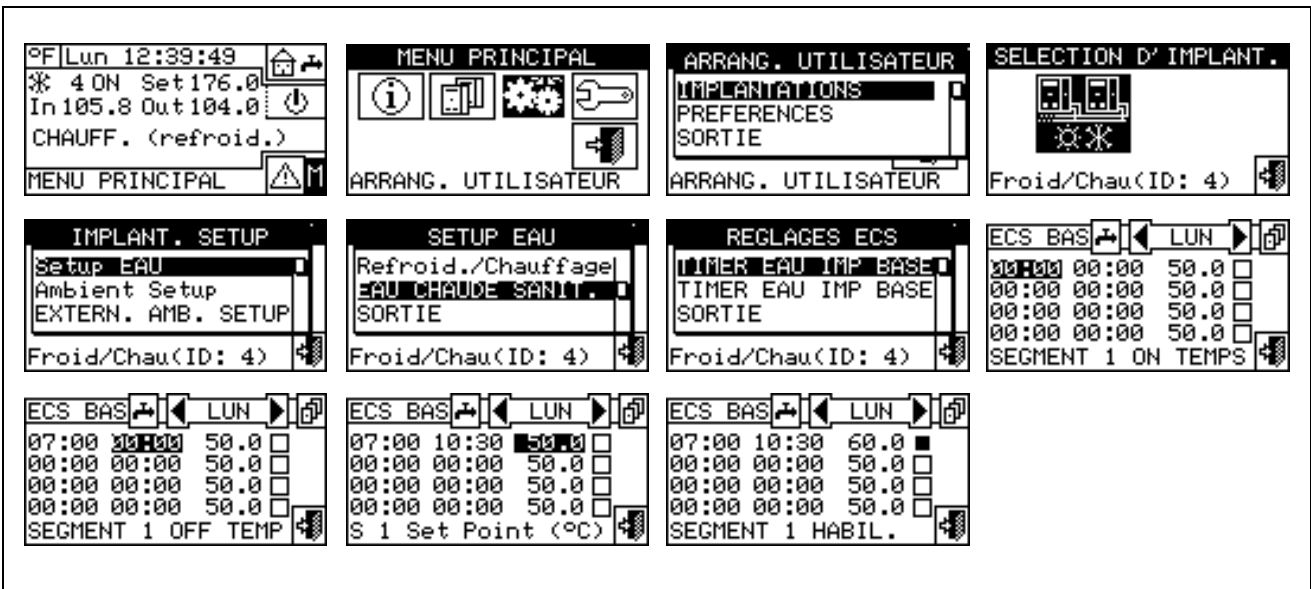 °F Lun 12:39:49
4 ON Set 176.0
In 105.8 Out 104.0
CHAUFF. (refroid.)
MENU PRINCIPAL M
MENU PRINCIPAL
ARRANG. UTILISATEUR
ARRANG. UTILISATEUR
IMPLANTATIONS
PREFERENCES
SORTIE
ARRANG. UTILISATEUR
SELECTION D'IMPLANT.
Froid/Chau(ID: 4)
IMPLANT. SETUP
Setup EAU
Ambient Setup
EXTERN. AMB. SETUP
Froid/Chau(ID: 4)
SETUP EAU
Refroid./Chauffage
EAU CHAUDE SANIT.
SORTIE
Froid/Chau(ID: 4)
REGLAGES ECS
TIMER EAU IMP BASE
TIMER EAU IMP BASE
SORTIE
Froid/Chau(ID: 4)
ECS BAS LUN
00:00 00:00 50.0
00:00 00:00 50.0
00:00 00:00 50.0
00:00 00:00 50.0
SEGMENT 1 ON TEMPS
ECS BAS LUN
07:00 00:00 50.0
00:00 00:00 50.0
00:00 00:00 50.0
00:00 00:00 50.0
SEGMENT 1 OFF TEMP
ECS BAS LUN
07:00 10:30 50.0
00:00 00:00 50.0
00:00 00:00 50.0
00:00 00:00 50.0
S 1 Set Point (°C)
ECS BAS LUN
07:00 10:30 60.0
00:00 00:00 50.0
00:00 00:00 50.0
00:00 00:00 50.0
SEGMENT 1 HABIL.